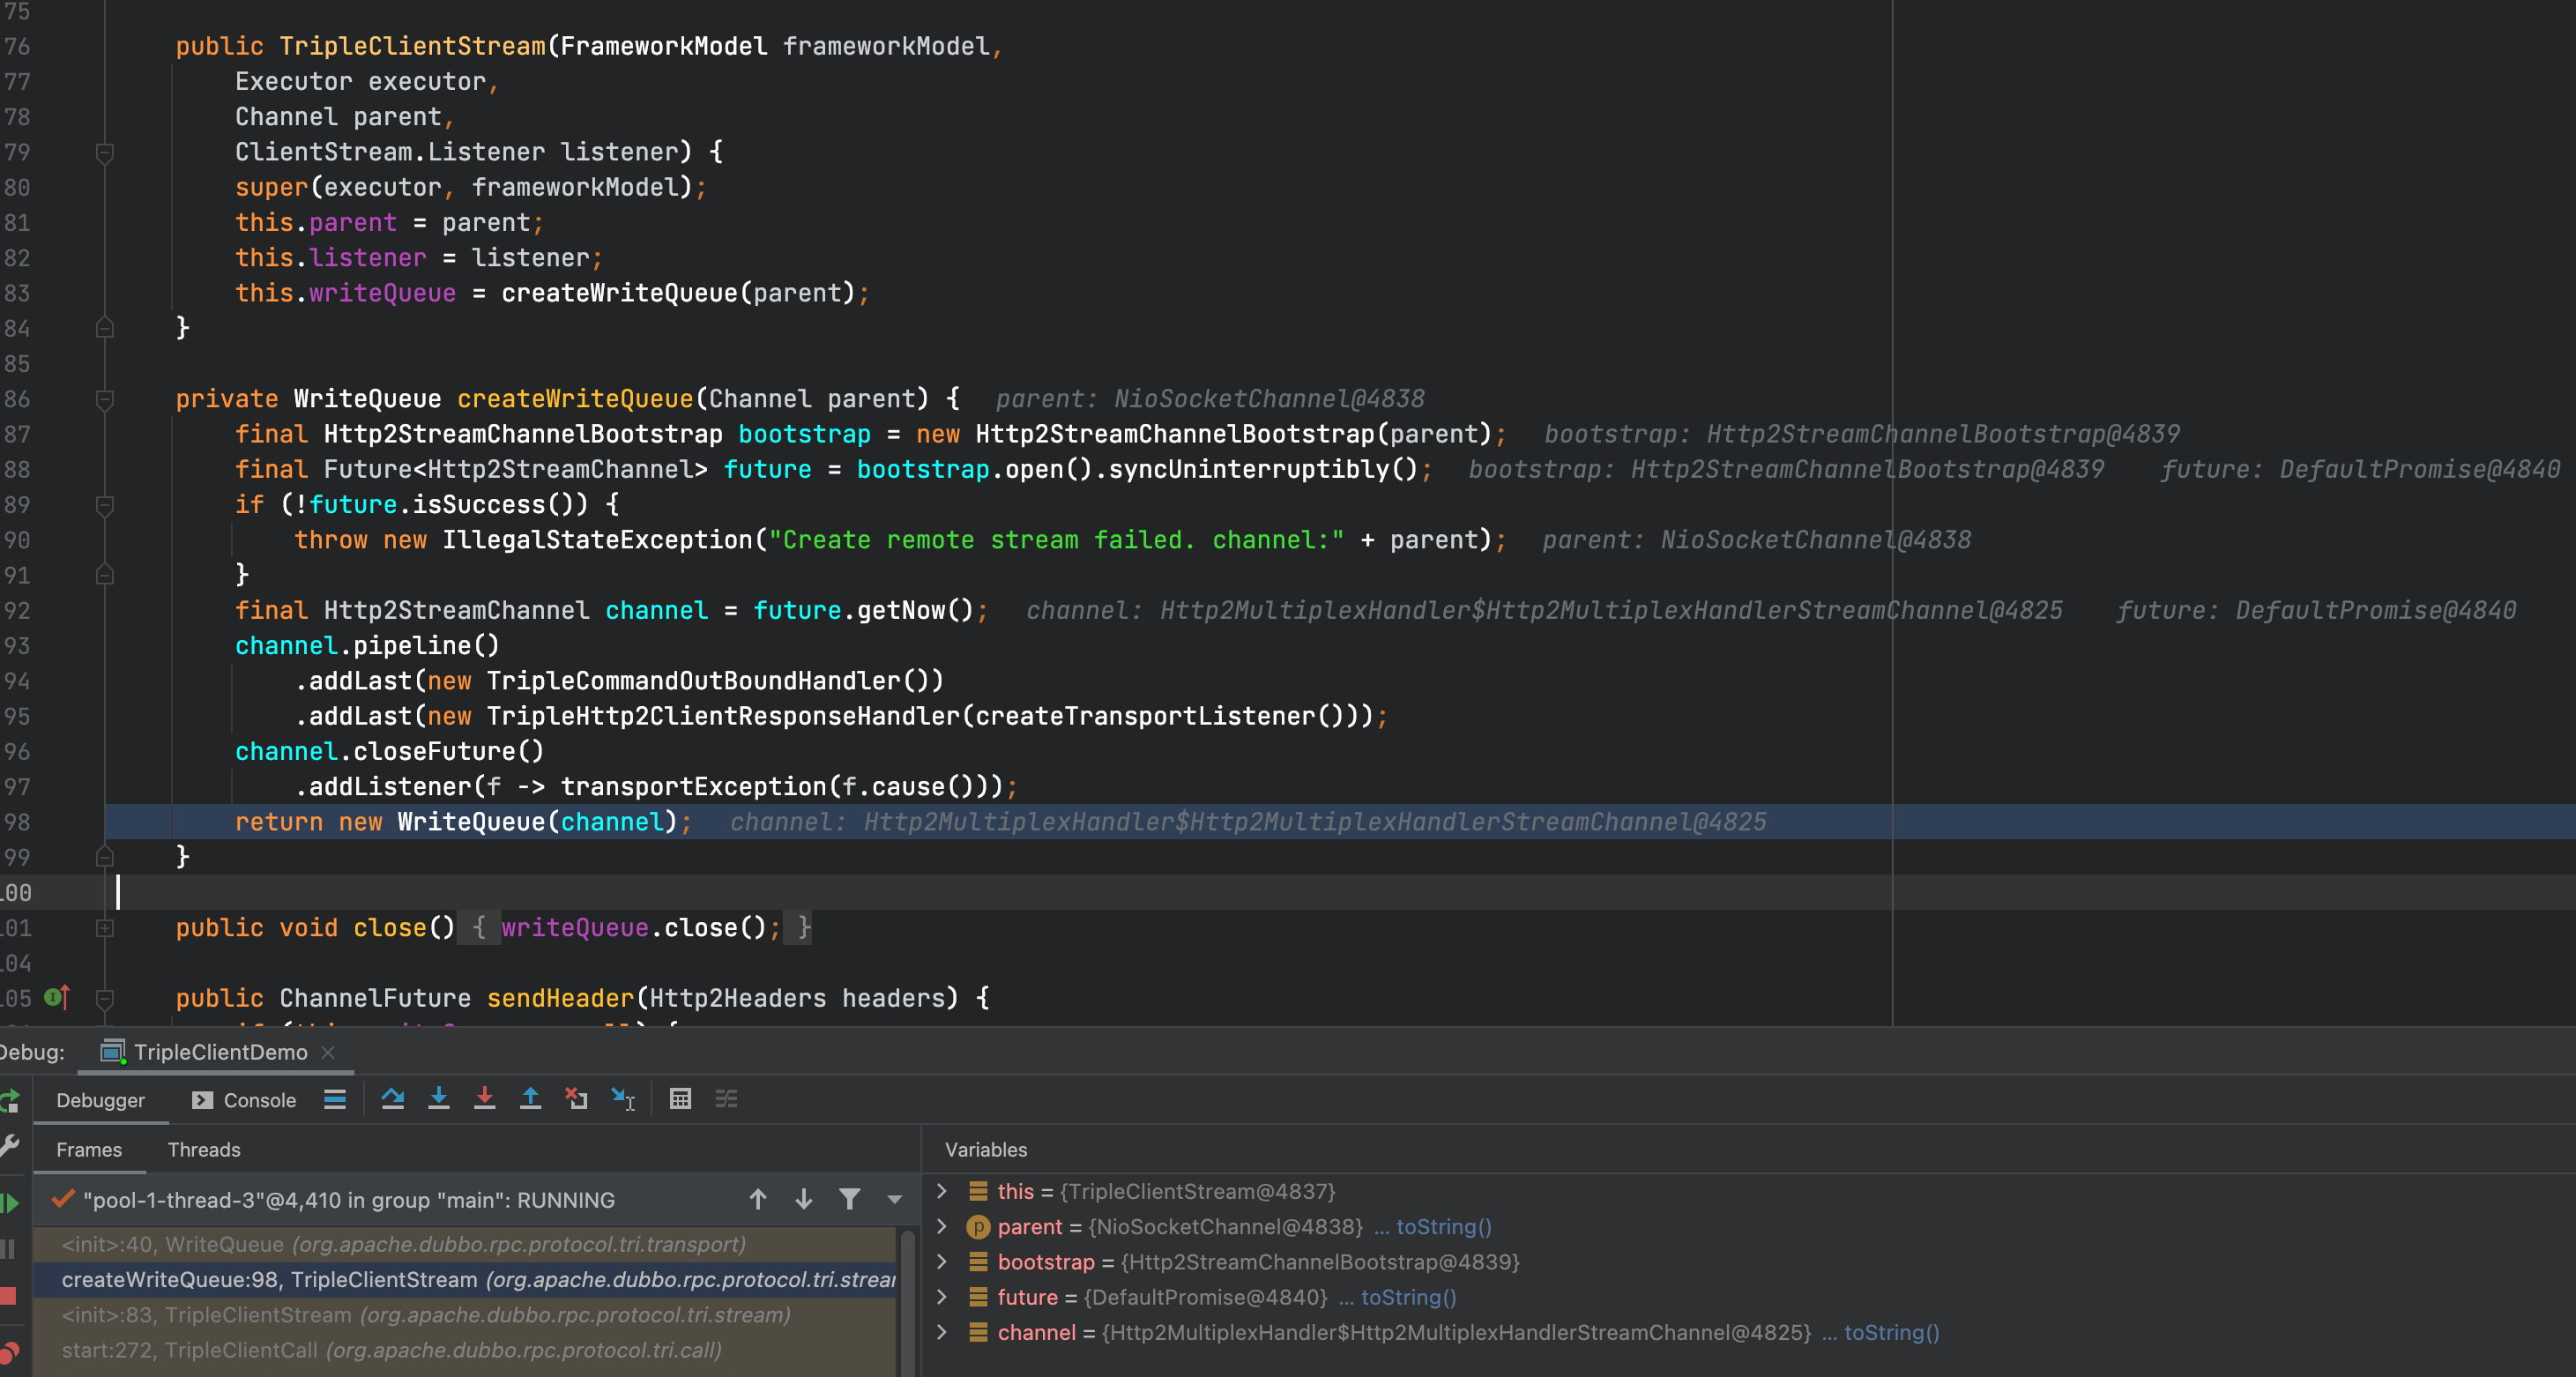 75
76 public TripleClientStream(FrameworkModel frameworkModel,
77 Executor executor,
78 Channel parent,
79 ClientStream.Listener listener) {
80 super(executor, frameworkModel);
81 this.parent = parent;
82 this.listener = listener;
83 this.writeQueue = createWriteQueue(parent);
84 }
85
86 private WriteQueue createWriteQueue(Channel parent) { parent: NioSocketChannel@4838
87 final Http2StreamChannelBootstrap bootstrap = new Http2StreamChannelBootstrap(parent); bootstrap: Http2StreamChannelBootstrap@4839
88 final Future<Http2StreamChannel> future = bootstrap.open().syncUninterruptibly(); bootstrap: Http2StreamChannelBootstrap@4839 future: DefaultPromise@4840
89 if (!future.isSuccess()) {
90 throw new IllegalStateException("Create remote stream failed. channel:" + parent); parent: NioSocketChannel@4838
91 }
92 final Http2StreamChannel channel = future.getNow(); channel: Http2MultiplexHandler$Http2MultiplexHandlerStreamChannel@4825 future: DefaultPromise@4840
93 channel.pipeline()
94 .addLast(new TripleCommandOutBoundHandler())
95 .addLast(new TripleHttp2ClientResponseHandler(createTransportListener()));
96 channel.closeFuture()
97 .addListener(f -> transportException(f.cause()));
98 return new WriteQueue(channel); channel: Http2MultiplexHandler$Http2MultiplexHandlerStreamChannel@4825
99 }
100
101 public void close() { writeQueue.close(); }
104
105 public ChannelFuture sendHeader(Http2Headers headers) {
Debug: TripleClientDemo
Debugger Console
Frames Threads
Variables
"pool-1-thread-3"@4,410 in group "main": RUNNING
<init>:40, WriteQueue (org.apache.dubbo.rpc.protocol.tri.transport)
createWriteQueue:98, TripleClientStream (org.apache.dubbo.rpc.protocol.tri.strear
<init>:83, TripleClientStream (org.apache.dubbo.rpc.protocol.tri.stream)
start:272, TripleClientCall (org.apache.dubbo.rpc.protocol.tri.call)
this = {TripleClientStream@4837}
parent = {NioSocketChannel@4838} ... toString()
bootstrap = {Http2StreamChannelBootstrap@4839}
future = {DefaultPromise@4840} ... toString()
channel = {Http2MultiplexHandler$Http2MultiplexHandlerStreamChannel@4825} ... toString()